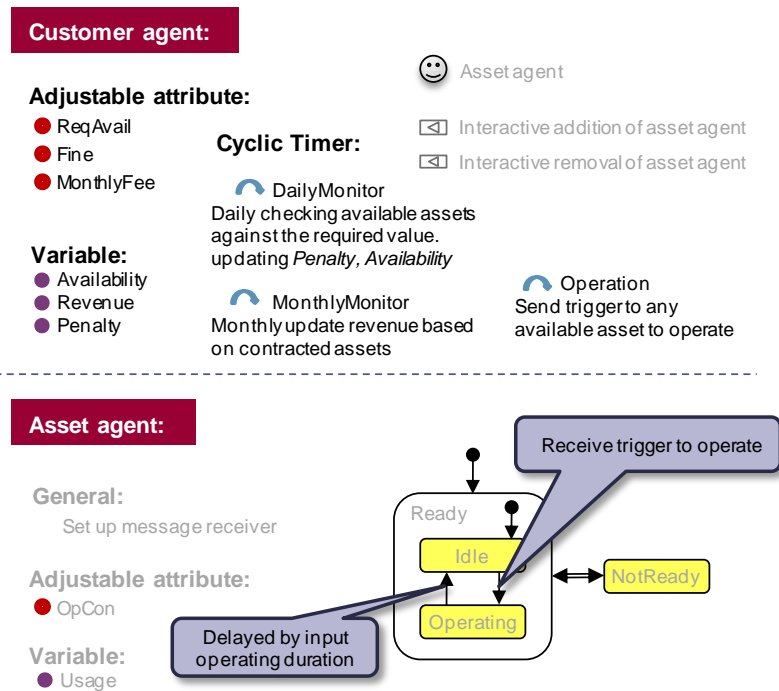 Customer agent:
Adjustable attribute:
ReqAvail
Fine
MonthlyFee
Variable:
Availability
Revenue
Penalty
Cyclic Timer:
DailyMonitor
Daily checking available assets
against the required value.
updating Penalty, Availability
MonthlyMonitor
Monthly update revenue based
on contracted assets
Asset agent
Interactive addition of asset agent
Interactive removal of asset agent
Operation
Send trigger to any
available asset to operate
Asset agent:
General:
Set up message receiver
Adjustable attribute:
OpCon
Variable:
Usage
Receive trigger to operate
Ready
Idle
Operating
NotReady
Delayed by input
operating duration